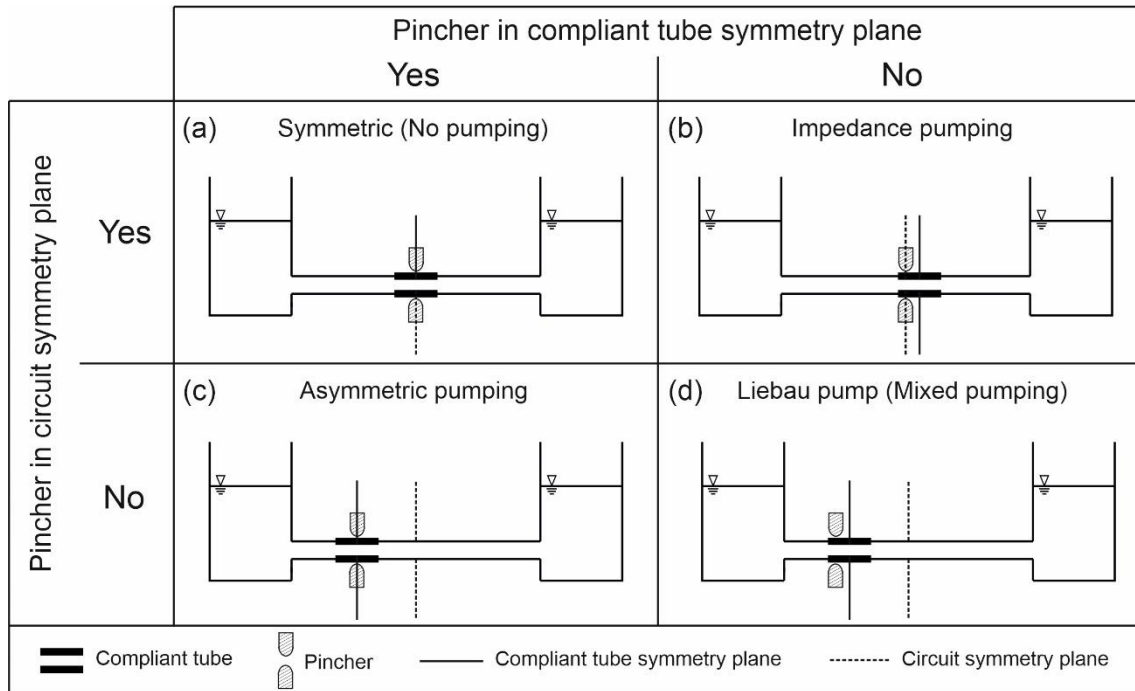 Pincher in compliant tube symmetry plane
Yes
No
Pincher in circuit symmetry plane
Yes
(a)
Symmetric (No pumping)
(b)
Impedance pumping
No
(c)
Asymmetric pumping
(d)
Liebau pump (Mixed pumping)
Compliant tube
Pincher
Compliant tube symmetry plane
Circuit symmetry plane